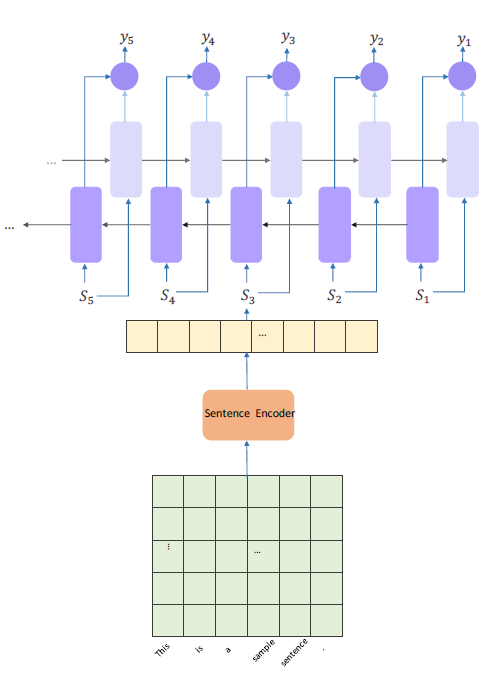 y5 y4 y3 y2 y1
...
...
S5 S4 S3 S2 S1
...
Sentence Encoder
⁝ ...
This is a sample sentence .